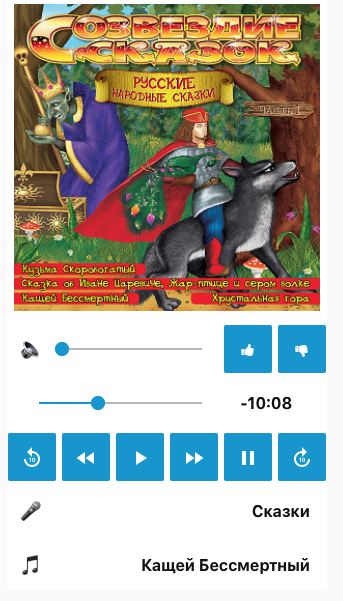 СОЗВЕЗДИЕ
СКАЗОК
РУССКИЕ
НАРОДНЫЕ СКАЗКИ
ЧАСТЬ 1
Кузьма Скоробогатый
Сказка об Иване Царевиче, Жар-птице и сером волке
Кащей Бессмертный Хрустальная гора
-10:08
10 10
Сказки
Кащей Бессмертный